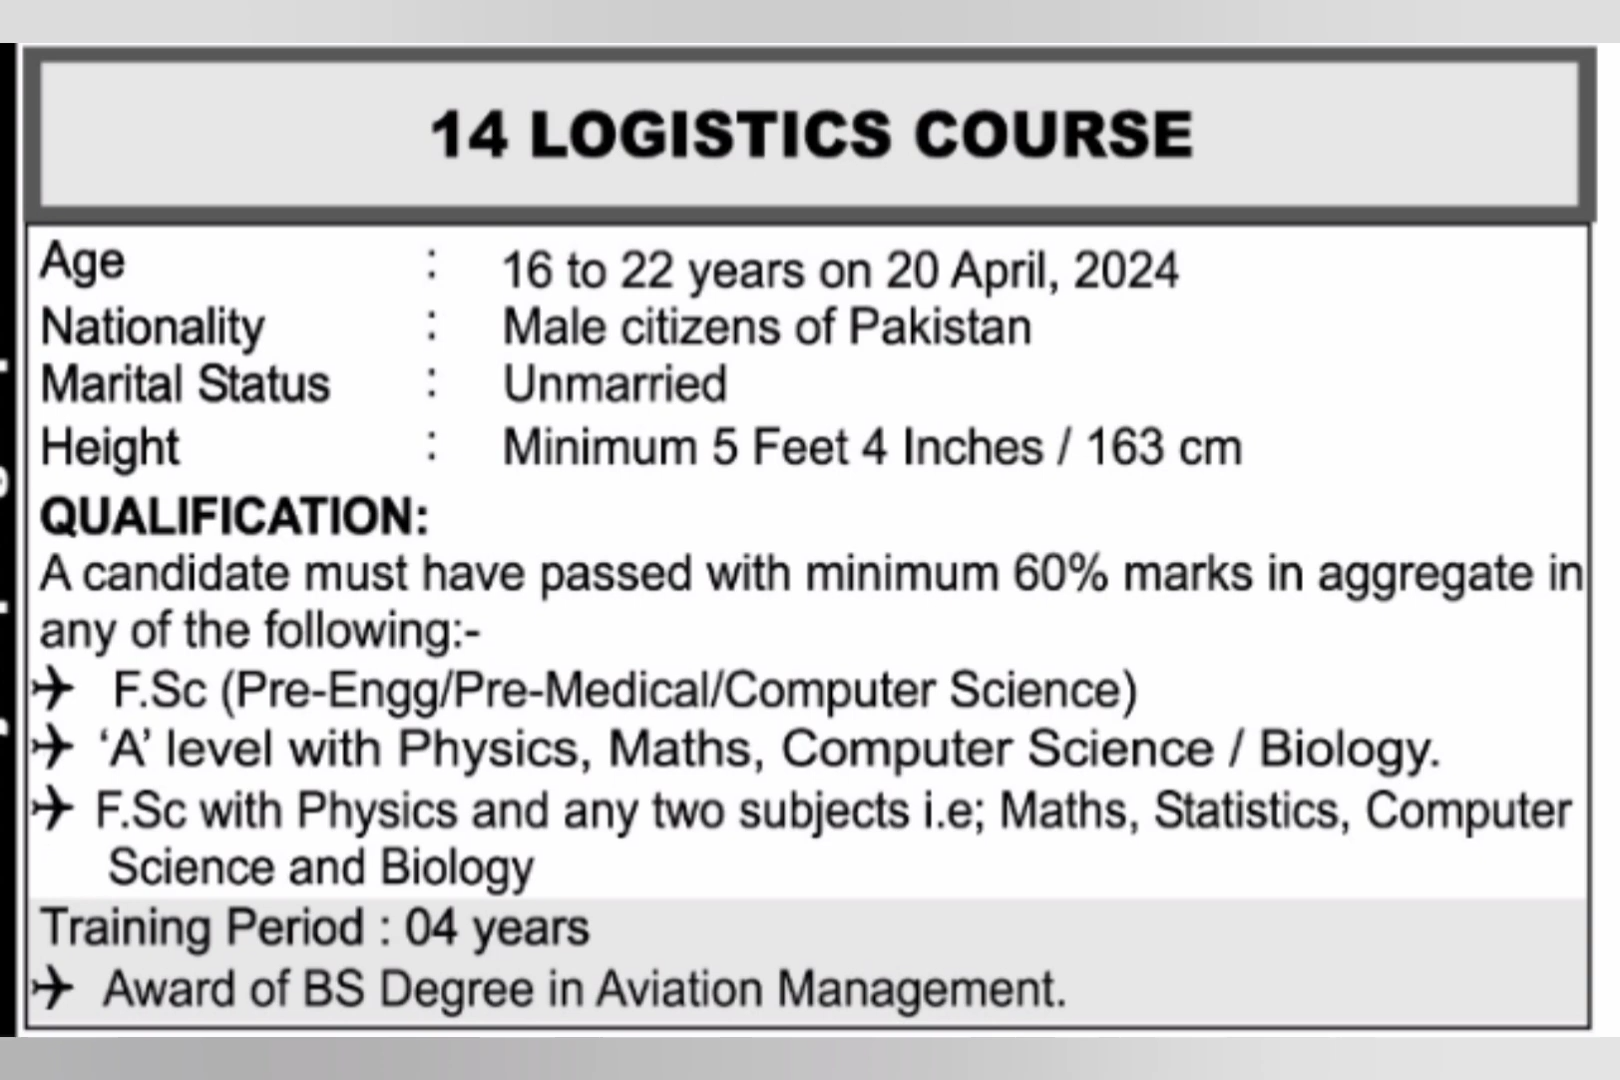 14 LOGISTICS COURSE
Age : 16 to 22 years on 20 April, 2024
Nationality : Male citizens of Pakistan
Marital Status : Unmarried
Height : Minimum 5 Feet 4 Inches / 163 cm
QUALIFICATION:
A candidate must have passed with minimum 60% marks in aggregate in
any of the following:-
✈ F.Sc (Pre-Engg/Pre-Medical/Computer Science)
✈ ‘A’ level with Physics, Maths, Computer Science / Biology.
✈ F.Sc with Physics and any two subjects i.e; Maths, Statistics, Computer
Science and Biology
Training Period : 04 years
✈ Award of BS Degree in Aviation Management.